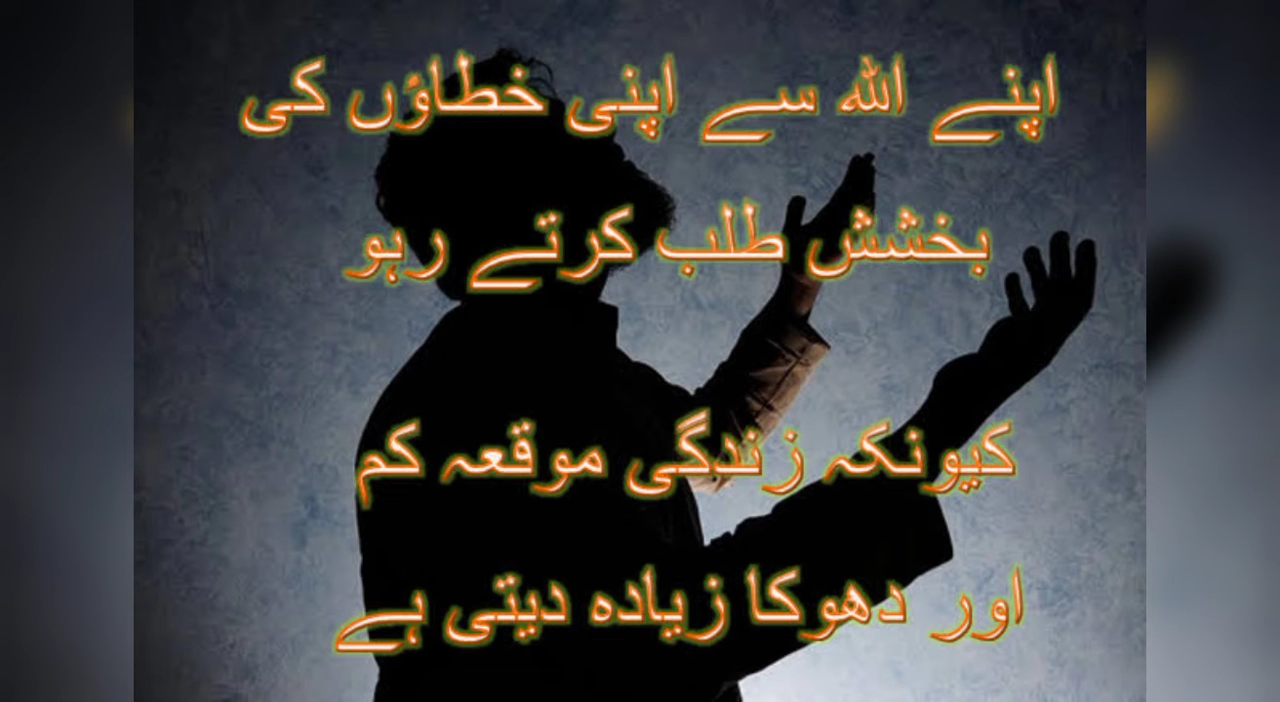 اپنے اللہ سے اپنی خطاؤں کی
بخشش طلب کرتے رہو
کیونکہ زندگی موقعہ کم
اور دھوکا زیادہ دیتی ہے